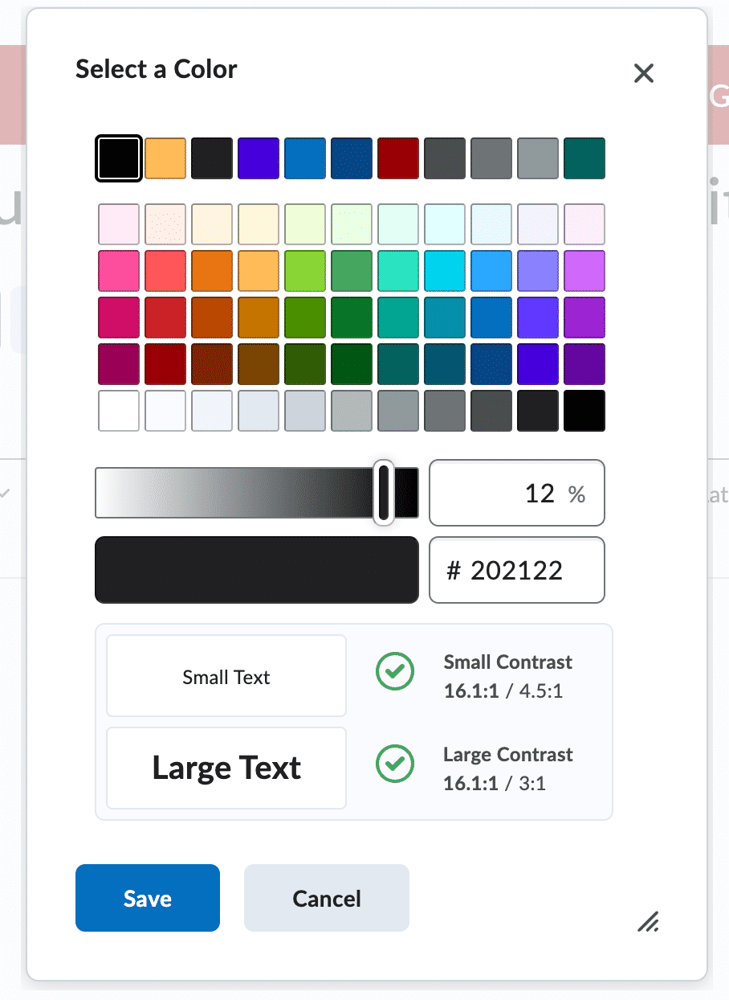 Select a Color
G
12 %
# 202122
Small Text
Small Contrast
16.1:1 / 4.5:1
Large Text
Large Contrast
16.1:1 / 3:1
Save
Cancel